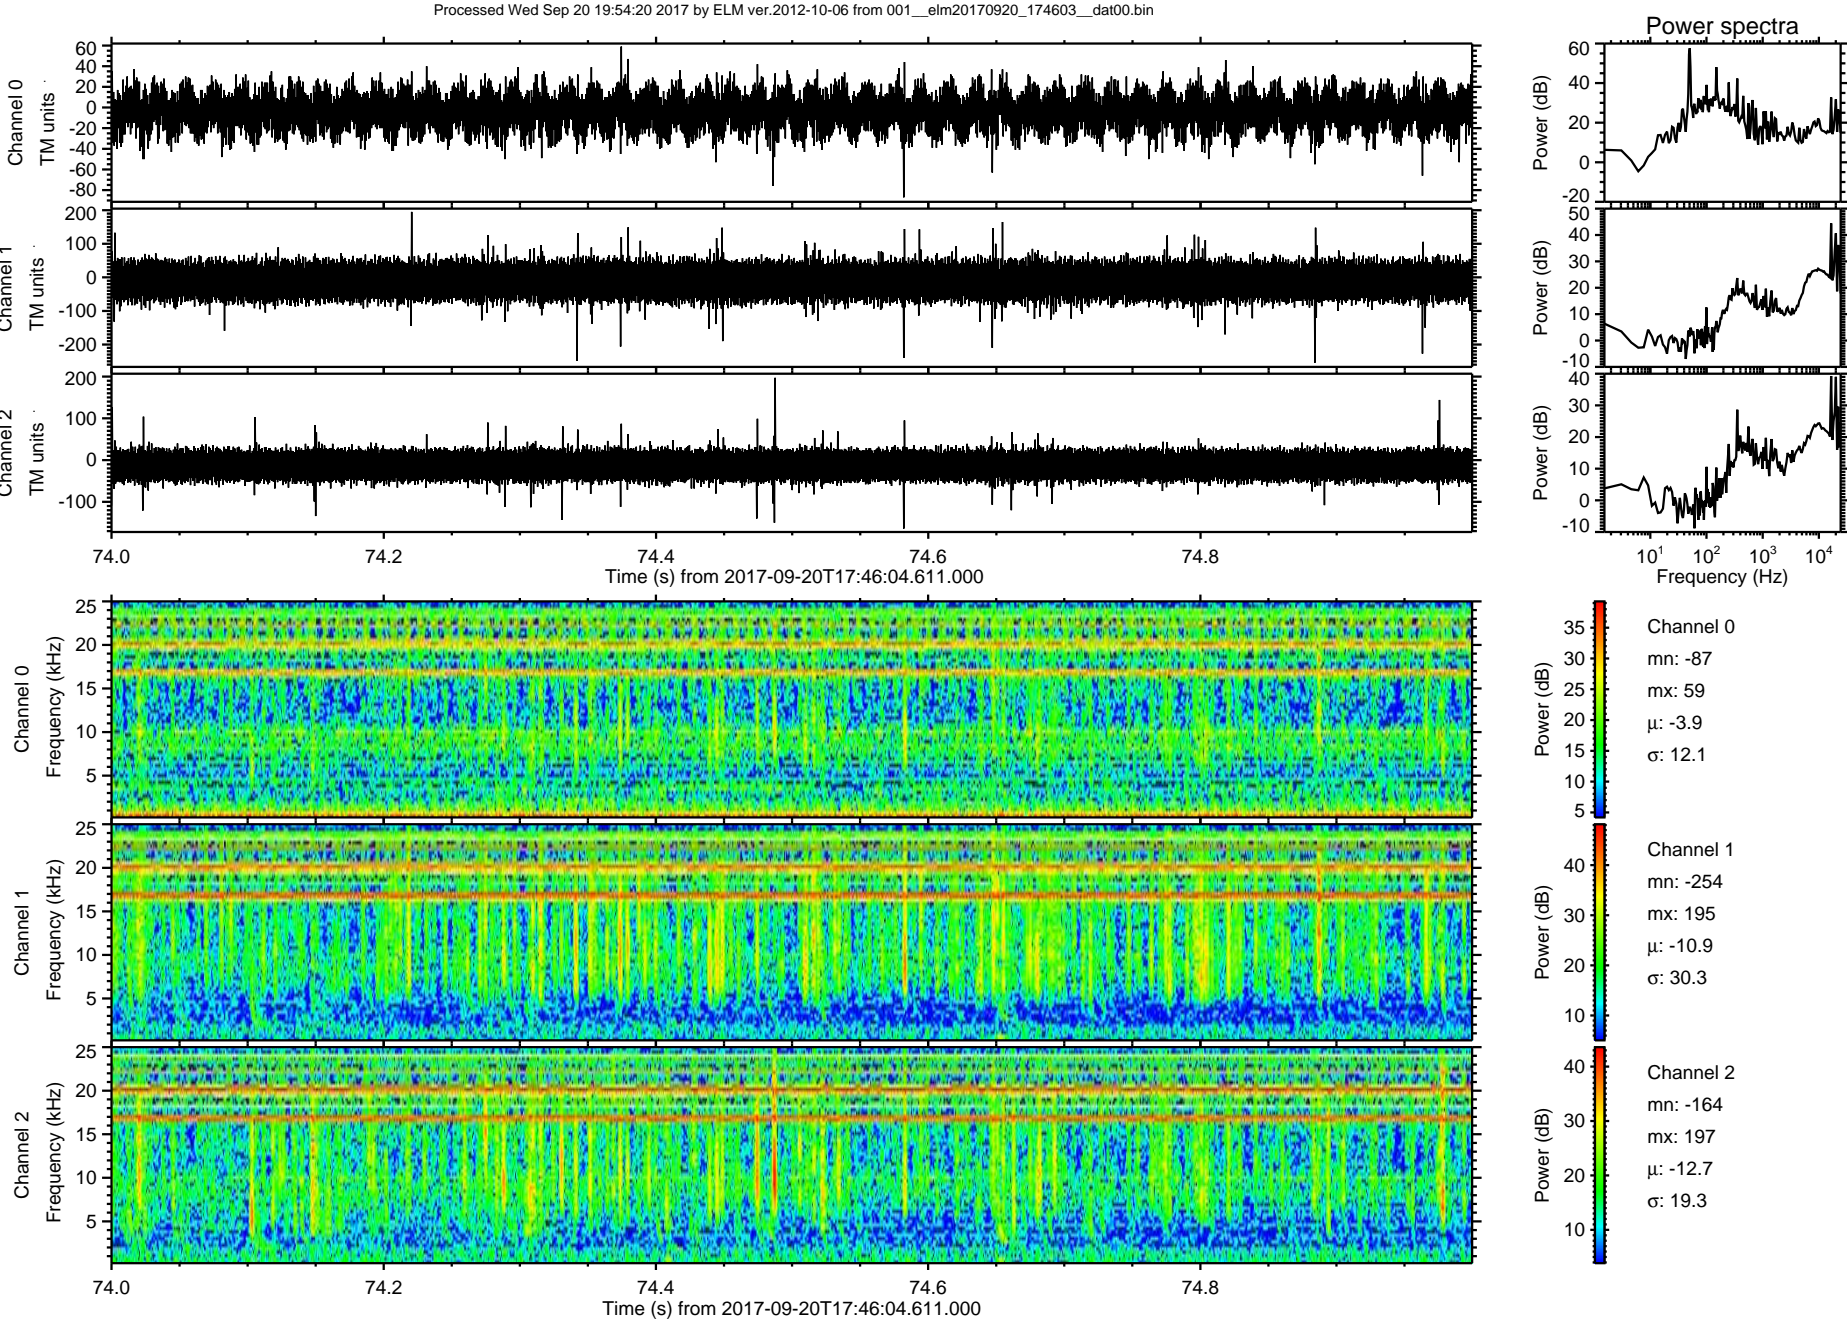 Processed Wed Sep 20 19:54:20 2017 by ELM ver.2012-10-06 from 001__elm20170920_174603__dat00.bin
Power spectra
Channel 0
TM units
60
40
20
0
-20
-40
-60
-80
Power (dB)
60
40
20
0
-20
Channel 1
TM units
200
100
0
-100
-200
Power (dB)
50
40
30
20
10
0
-10
Channel 2
TM units
200
100
0
-100
Power (dB)
40
30
20
10
0
-10
74.0 74.2 74.4 74.6 74.8
Time (s) from 2017-09-20T17:46:04.611.000
10¹ 10² 10³ 10⁴
Frequency (Hz)
Channel 0
Frequency (kHz)
25
20
15
10
5
Power (dB)
35
30
25
20
15
10
5
Channel 0
mn: -87
mx: 59
μ: -3.9
σ: 12.1
Channel 1
Frequency (kHz)
25
20
15
10
5
Power (dB)
40
30
20
10
Channel 1
mn: -254
mx: 195
μ: -10.9
σ: 30.3
Channel 2
Frequency (kHz)
25
20
15
10
5
Power (dB)
40
30
20
10
Channel 2
mn: -164
mx: 197
μ: -12.7
σ: 19.3
74.0 74.2 74.4 74.6 74.8
Time (s) from 2017-09-20T17:46:04.611.000